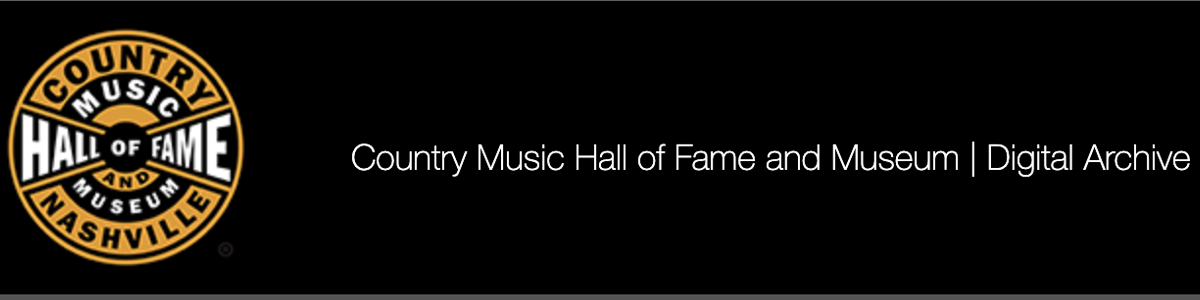 COUNTRY
MUSIC
HALL OF FAME
AND
MUSEUM
NASHVILLE
®
Country Music Hall of Fame and Museum | Digital Archive